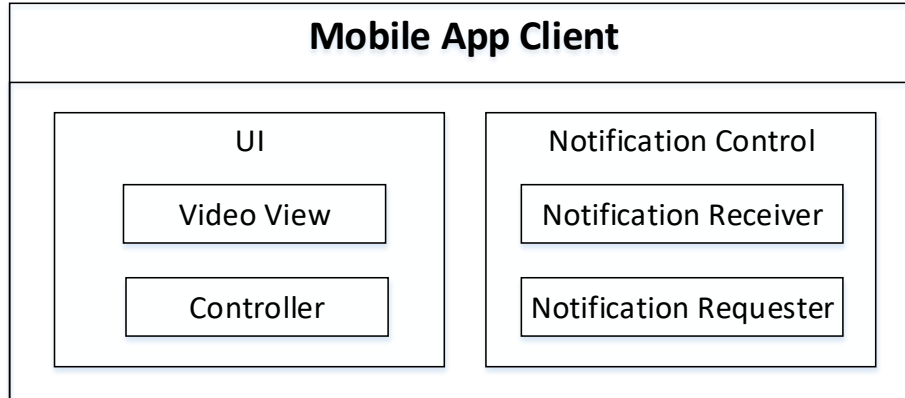 Mobile App Client
UI
Video View
Controller
Notification Control
Notification Receiver
Notification Requester